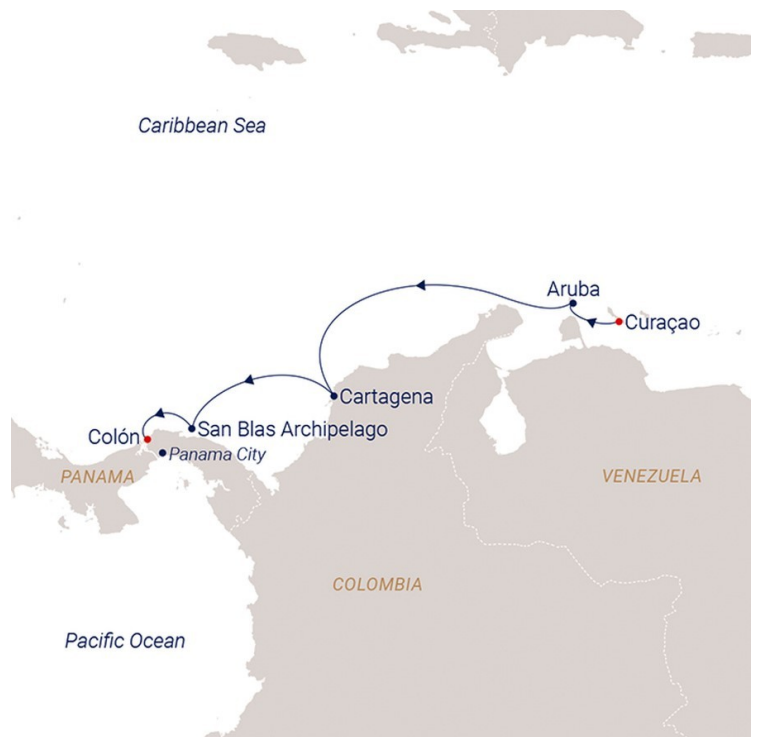 Caribbean Sea
Aruba
Curaçao
Cartagena
San Blas Archipelago
Colón
Panama City
PANAMA
VENEZUELA
COLOMBIA
Pacific Ocean